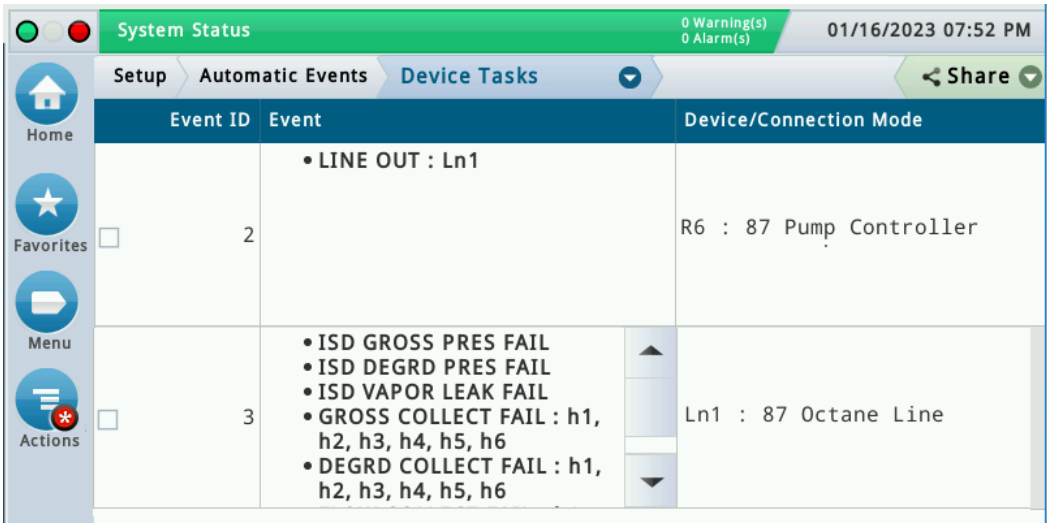 System Status
0 Warning(s)
0 Alarm(s)
01/16/2023 07:52 PM
Setup Automatic Events Device Tasks Share
Home
Favorites
Menu
Actions
Event ID Event Device/Connection Mode
2
• LINE OUT : Ln1
R6 : 87 Pump Controller
3
• ISD GROSS PRES FAIL
• ISD DEGRD PRES FAIL
• ISD VAPOR LEAK FAIL
• GROSS COLLECT FAIL : h1,
h2, h3, h4, h5, h6
• DEGRD COLLECT FAIL : h1,
h2, h3, h4, h5, h6
Ln1 : 87 Octane Line